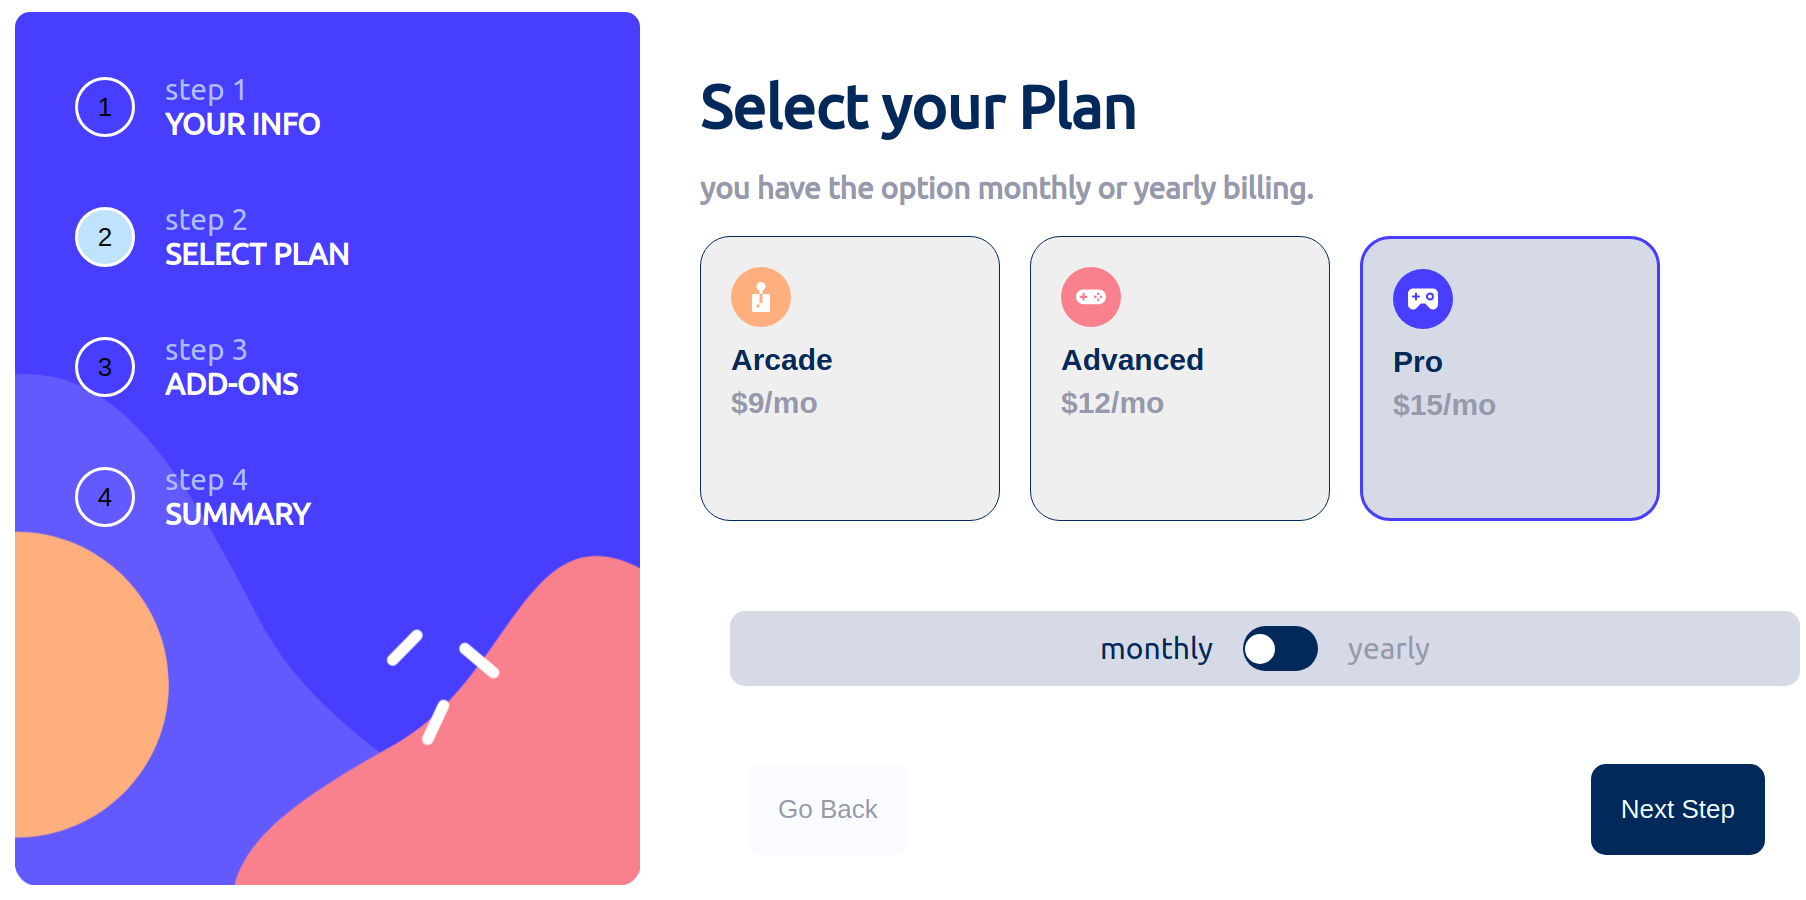 1
step 1
YOUR INFO
2
step 2
SELECT PLAN
3
step 3
ADD-ONS
4
step 4
SUMMARY
Select your Plan
you have the option monthly or yearly billing.
Arcade
$9/mo
Advanced
$12/mo
Pro
$15/mo
monthly yearly
Go Back
Next Step